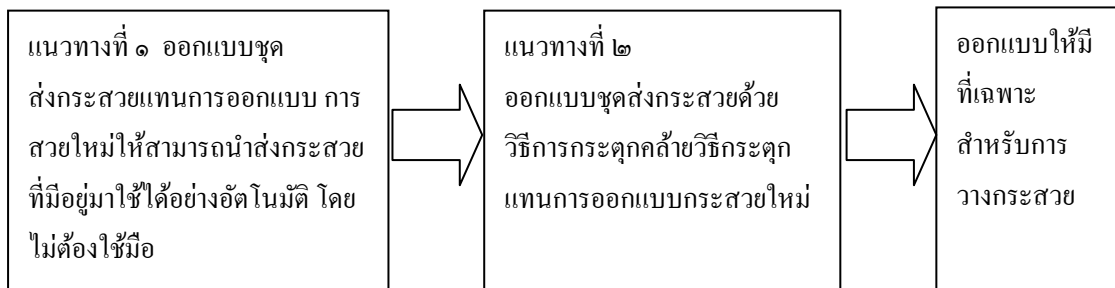 แนวทางที่ ๑ ออกแบบชุด
ส่งกระสวยแทนการออกแบบ การ
สวยใหม่ให้สามารถนำส่งกระสวย
ที่มีอยู่มาใช้ได้อย่างอัตโนมัติ โดย
ไม่ต้องใช้มือ
แนวทางที่ ๒
ออกแบบชุดส่งกระสวยด้วย
วิธีการกระตุกคล้ายวิธีกระตุก
แทนการออกแบบกระสวยใหม่
ออกแบบให้มี
ที่เฉพาะ
สำหรับการ
วางกระสวย